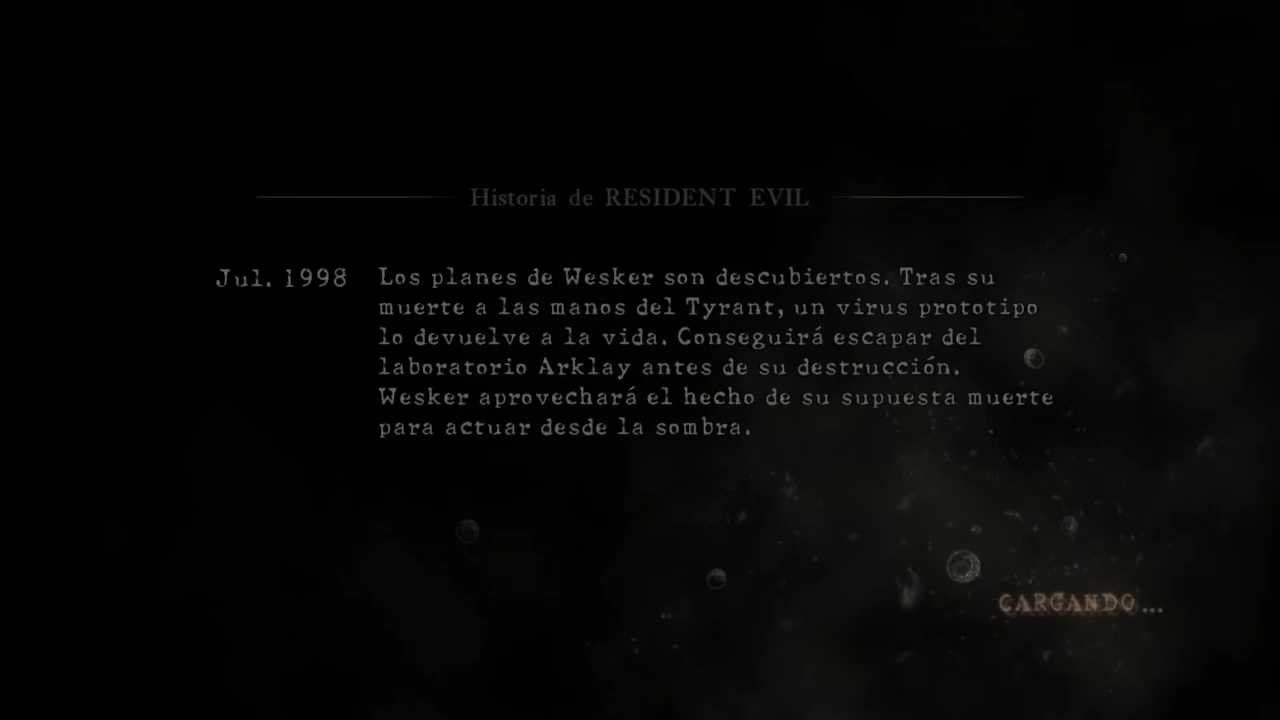 Historia de RESIDENT EVIL
Jul. 1998 Los planes de Wesker son descubiertos. Tras su
muerte a las manos del Tyrant, un virus prototipo
lo devuelve a la vida. Conseguirá escapar del
laboratorio Arklay antes de su destrucción.
Wesker aprovechará el hecho de su supuesta muerte
para actuar desde la sombra.
CARGANDO...